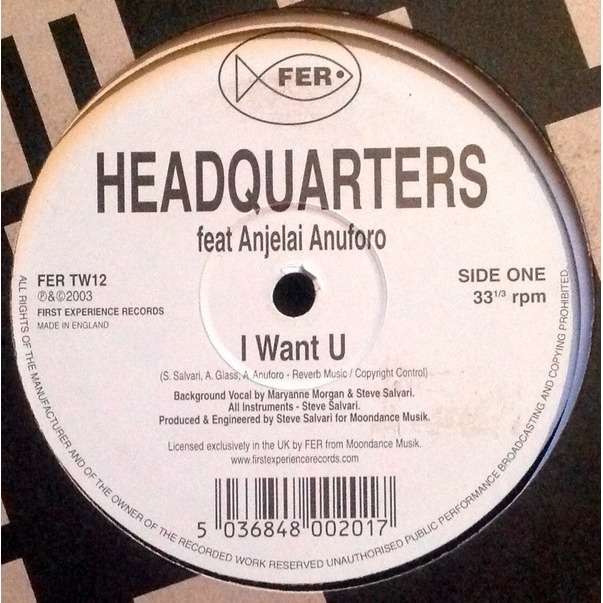 FER
HEADQUARTERS
feat Anjelai Anuforo
FER TW12
℗&©2003
FIRST EXPERIENCE RECORDS
MADE IN ENGLAND
SIDE ONE
33 1/3 rpm
I Want U
(S. Salvari, A. Glass, A. Anuforo - Reverb Music / Copyright Control)
Background Vocal by Maryanne Morgan & Steve Salvari.
All Instruments - Steve Salvari.
Produced & Engineered by Steve Salvari for Moondance Musik.
Licensed exclusively in the UK by FER from Moondance Musik.
www.firstexperiencerecords.com
5 036848 002017
ALL RIGHTS OF THE MANUFACTURER AND OF THE OWNER OF THE RECORDED WORK RESERVED UNAUTHORISED PUBLIC PERFORMANCE BROADCASTING AND COPYING PROHIBITED.